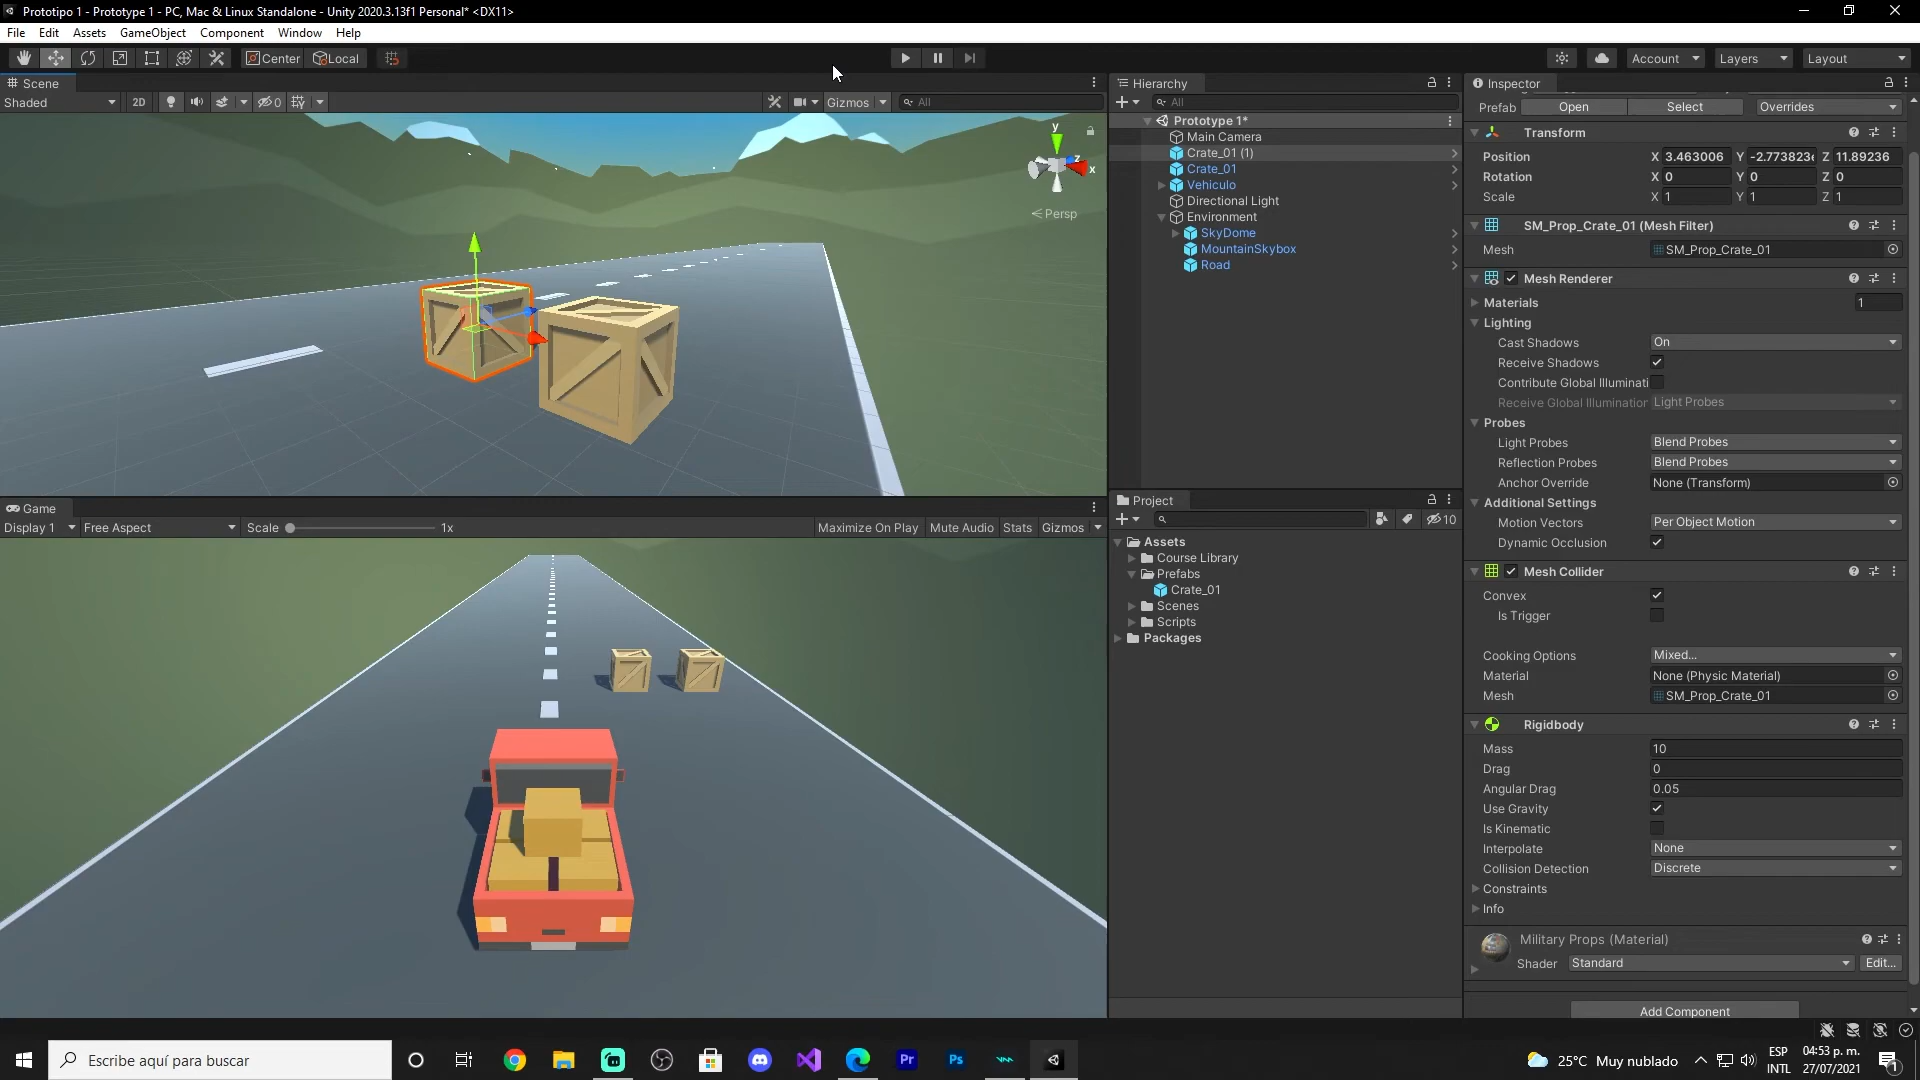 Prototipo 1 - Prototype 1 - PC, Mac & Linux Standalone - Unity 2020.3.13f1 Personal* <DX11>
File Edit Assets GameObject Component Window Help
Center Local Account Layers Layout
Scene
Shaded 2D 0 Gizmos All
y
z
x
Persp
Game
Display 1 Free Aspect Scale 1x Maximize On Play Mute Audio Stats Gizmos
Hierarchy
All
Prototype 1*
Main Camera
Crate_01 (1)
Crate_01
Vehiculo
Directional Light
Environment
SkyDome
MountainSkybox
Road
Project
10
Assets
Course Library
Prefabs
Crate_01
Scenes
Scripts
Packages
Inspector
Prefab Open Select Overrides
Transform
Position X 3.463006 Y -2.773823e Z 11.89236
Rotation X 0 Y 0 Z 0
Scale X 1 Y 1 Z 1
SM_Prop_Crate_01 (Mesh Filter)
Mesh SM_Prop_Crate_01
Mesh Renderer
Materials 1
Lighting
Cast Shadows On
Receive Shadows
Contribute Global Illuminati
Receive Global Illumination Light Probes
Probes
Light Probes Blend Probes
Reflection Probes Blend Probes
Anchor Override None (Transform)
Additional Settings
Motion Vectors Per Object Motion
Dynamic Occlusion
Mesh Collider
Convex
Is Trigger
Cooking Options Mixed...
Material None (Physic Material)
Mesh SM_Prop_Crate_01
Rigidbody
Mass 10
Drag 0
Angular Drag 0.05
Use Gravity
Is Kinematic
Interpolate None
Collision Detection Discrete
Constraints
Info
Military Props (Material)
Shader Standard Edit...
Add Component
Escribe aquí para buscar
Pr
Ps
25°C Muy nublado
ESP
INTL
04:53 p. m.
27/07/2021
1